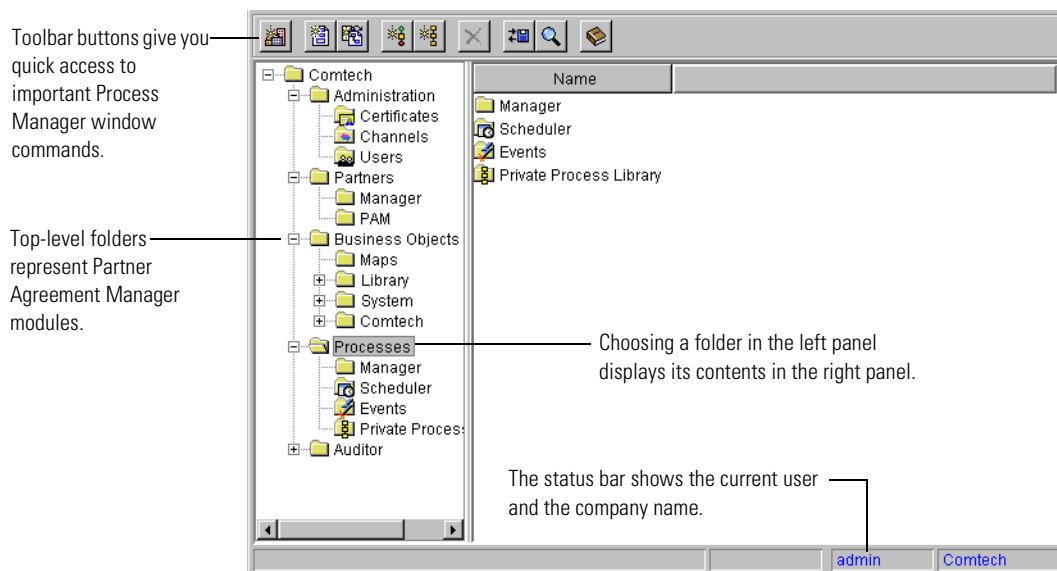 Toolbar buttons give you
quick access to
important Process
Manager window
commands.
Top-level folders
represent Partner
Agreement Manager
modules.
Comtech
Administration
Certificates
Channels
Users
Partners
Manager
PAM
Business Objects
Maps
Library
System
Comtech
Processes
Manager
Scheduler
Events
Private Process
Auditor
Name
Manager
Scheduler
Events
Private Process Library
Choosing a folder in the left panel
displays its contents in the right panel.
The status bar shows the current user
and the company name.
admin
Comtech